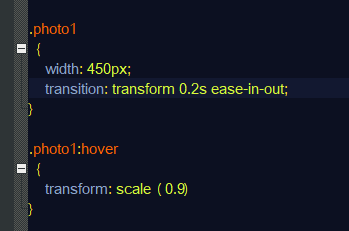 .photo1
{
width: 450px;
transition: transform 0.2s ease-in-out;
}
.photo1:hover
{
transform: scale (0.9)
}